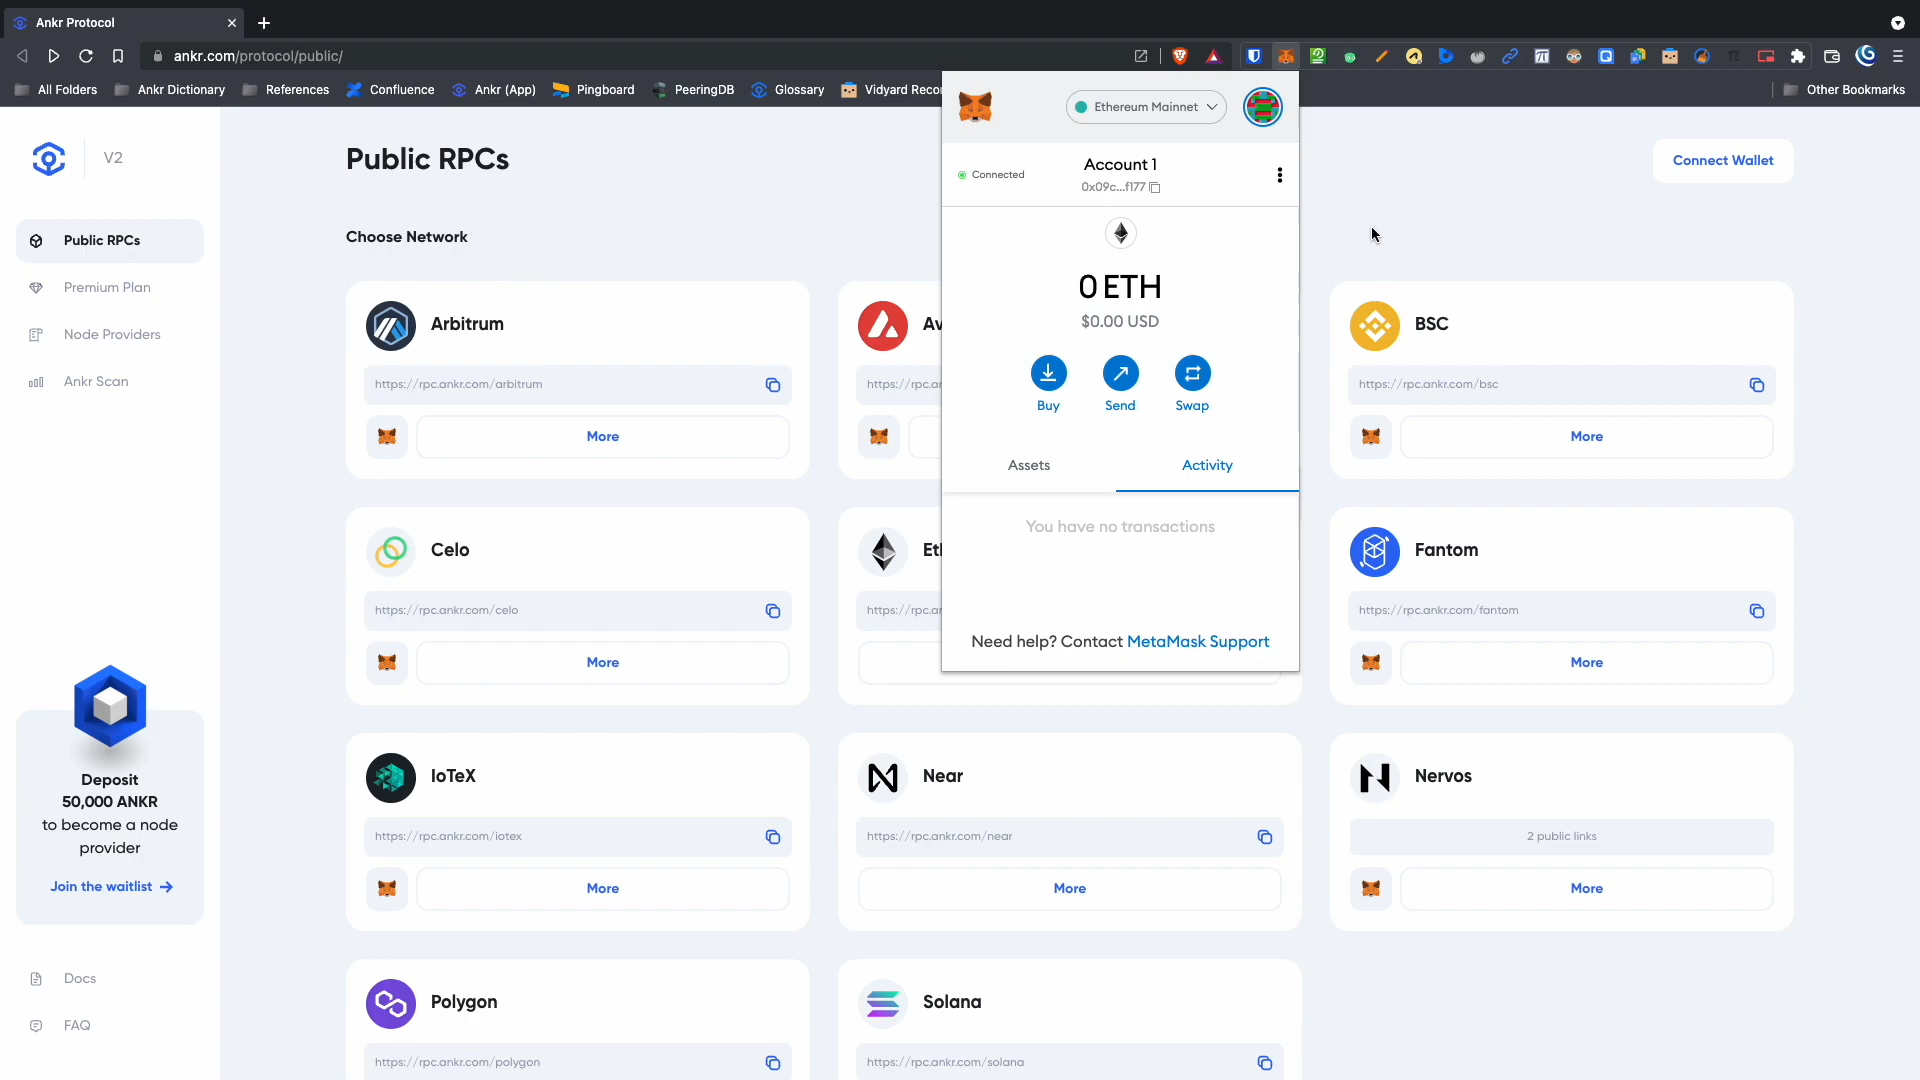 Ankr Protocol
ankr.com/protocol/public/
All Folders
Ankr Dictionary
References
Confluence
Ankr (App)
Pingboard
PeeringDB
Glossary
Vidyard Reco
Other Bookmarks
V2
Public RPCs
Premium Plan
Node Providers
Ankr Scan
Deposit
50,000 ANKR
to become a node
provider
Join the waitlist →
Docs
FAQ
Public RPCs
Connect Wallet
Choose Network
Arbitrum
https://rpc.ankr.com/arbitrum
More
Av
https://rpc.ar
BSC
https://rpc.ankr.com/bsc
More
Celo
https://rpc.ankr.com/celo
More
Etl
https://rpc.ar
Fantom
https://rpc.ankr.com/fantom
More
IoTeX
https://rpc.ankr.com/iotex
More
Near
https://rpc.ankr.com/near
More
Nervos
2 public links
More
Polygon
https://rpc.ankr.com/polygon
Solana
https://rpc.ankr.com/solana
Ethereum Mainnet
Connected
Account 1
0x09c...f177
0 ETH
$0.00 USD
Buy
Send
Swap
Assets
Activity
You have no transactions
Need help? Contact MetaMask Support